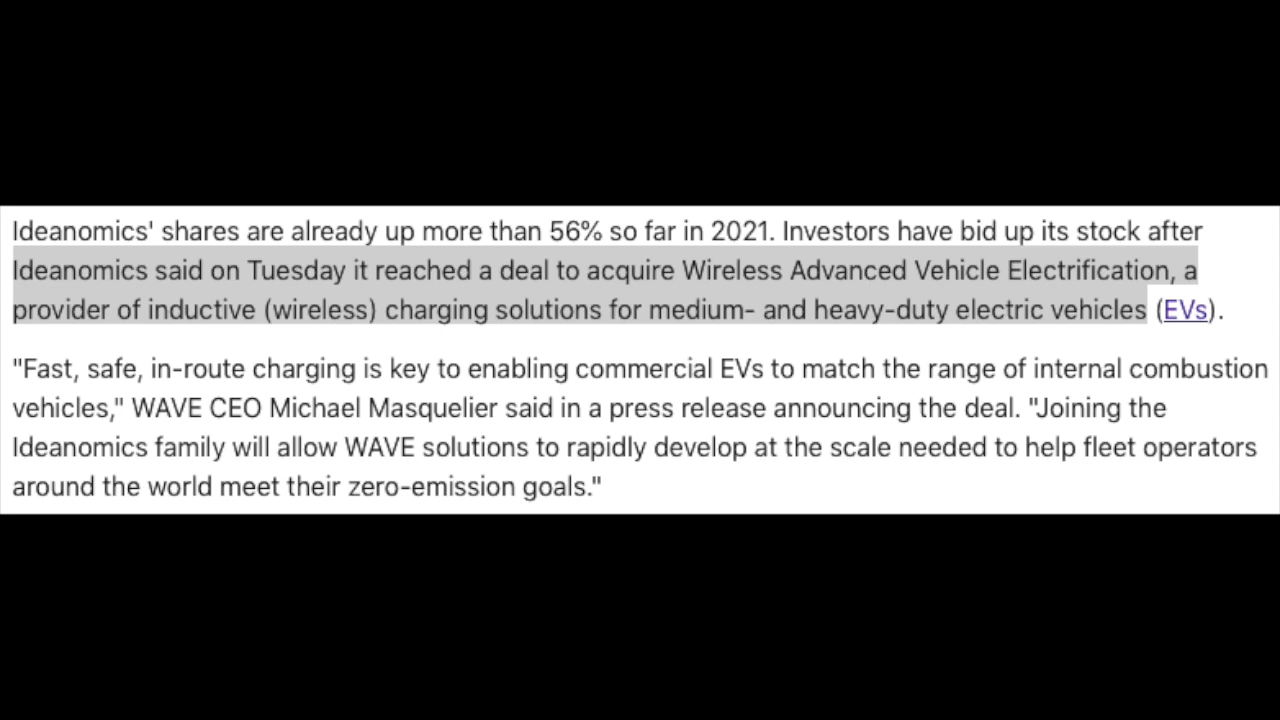 Ideanomics' shares are already up more than 56% so far in 2021. Investors have bid up its stock after
Ideanomics said on Tuesday it reached a deal to acquire Wireless Advanced Vehicle Electrification, a
provider of inductive (wireless) charging solutions for medium- and heavy-duty electric vehicles (EVs).
"Fast, safe, in-route charging is key to enabling commercial EVs to match the range of internal combustion
vehicles," WAVE CEO Michael Masquelier said in a press release announcing the deal. "Joining the
Ideanomics family will allow WAVE solutions to rapidly develop at the scale needed to help fleet operators
around the world meet their zero-emission goals."